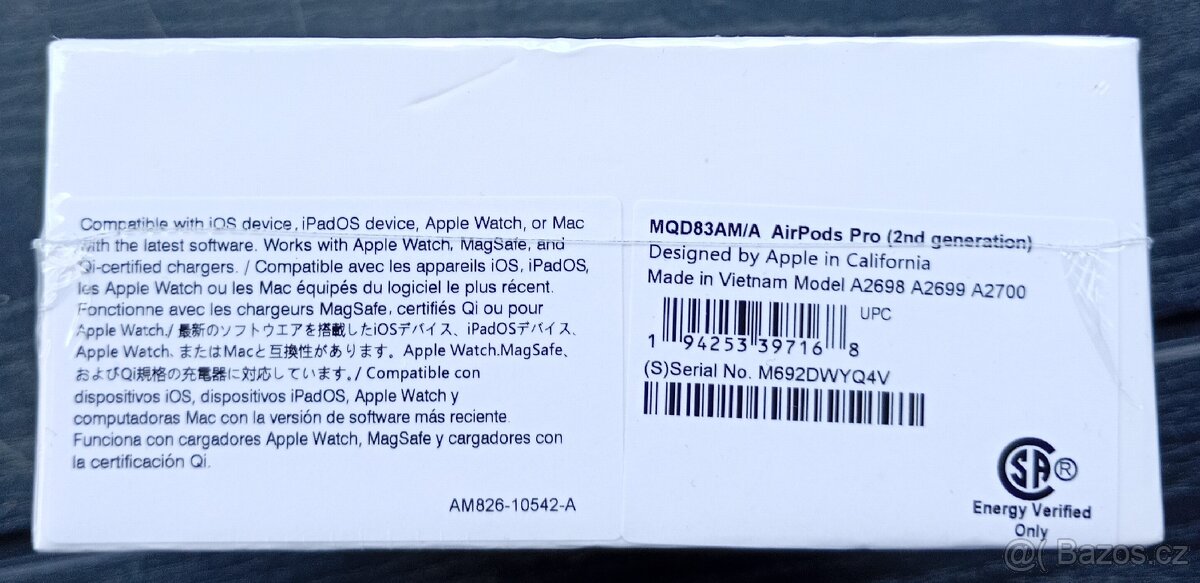 Compatible with iOS device, iPadOS device, Apple Watch, or Mac
with the latest software. Works with Apple Watch, MagSafe, and
Qi-certified chargers. / Compatible avec les appareils iOS, iPadOS,
les Apple Watch ou les Mac équipés du logiciel le plus récent.
Fonctionne avec les chargeurs MagSafe, certifiés Qi ou pour
Apple Watch./ 最新のソフトウエアを搭載したiOSデバイス、iPadOSデバイス、
Apple Watch、またはMacと互換性があります。Apple Watch.MagSafe、
およびQi規格の充電器に対応しています。/ Compatible con
dispositivos iOS, dispositivos iPadOS, Apple Watch y
computadoras Mac con la versión de software más reciente.
Funciona con cargadores Apple Watch, MagSafe y cargadores con
la certificación Qi.
AM826-10542-A
MQD83AM/A AirPods Pro (2nd generation)
Designed by Apple in California
Made in Vietnam Model A2698 A2699 A2700
UPC
1 94253 39716 8
(S)Serial No. M692DWYQ4V
SA ®
Energy Verified
Only
@( Bazos.cz